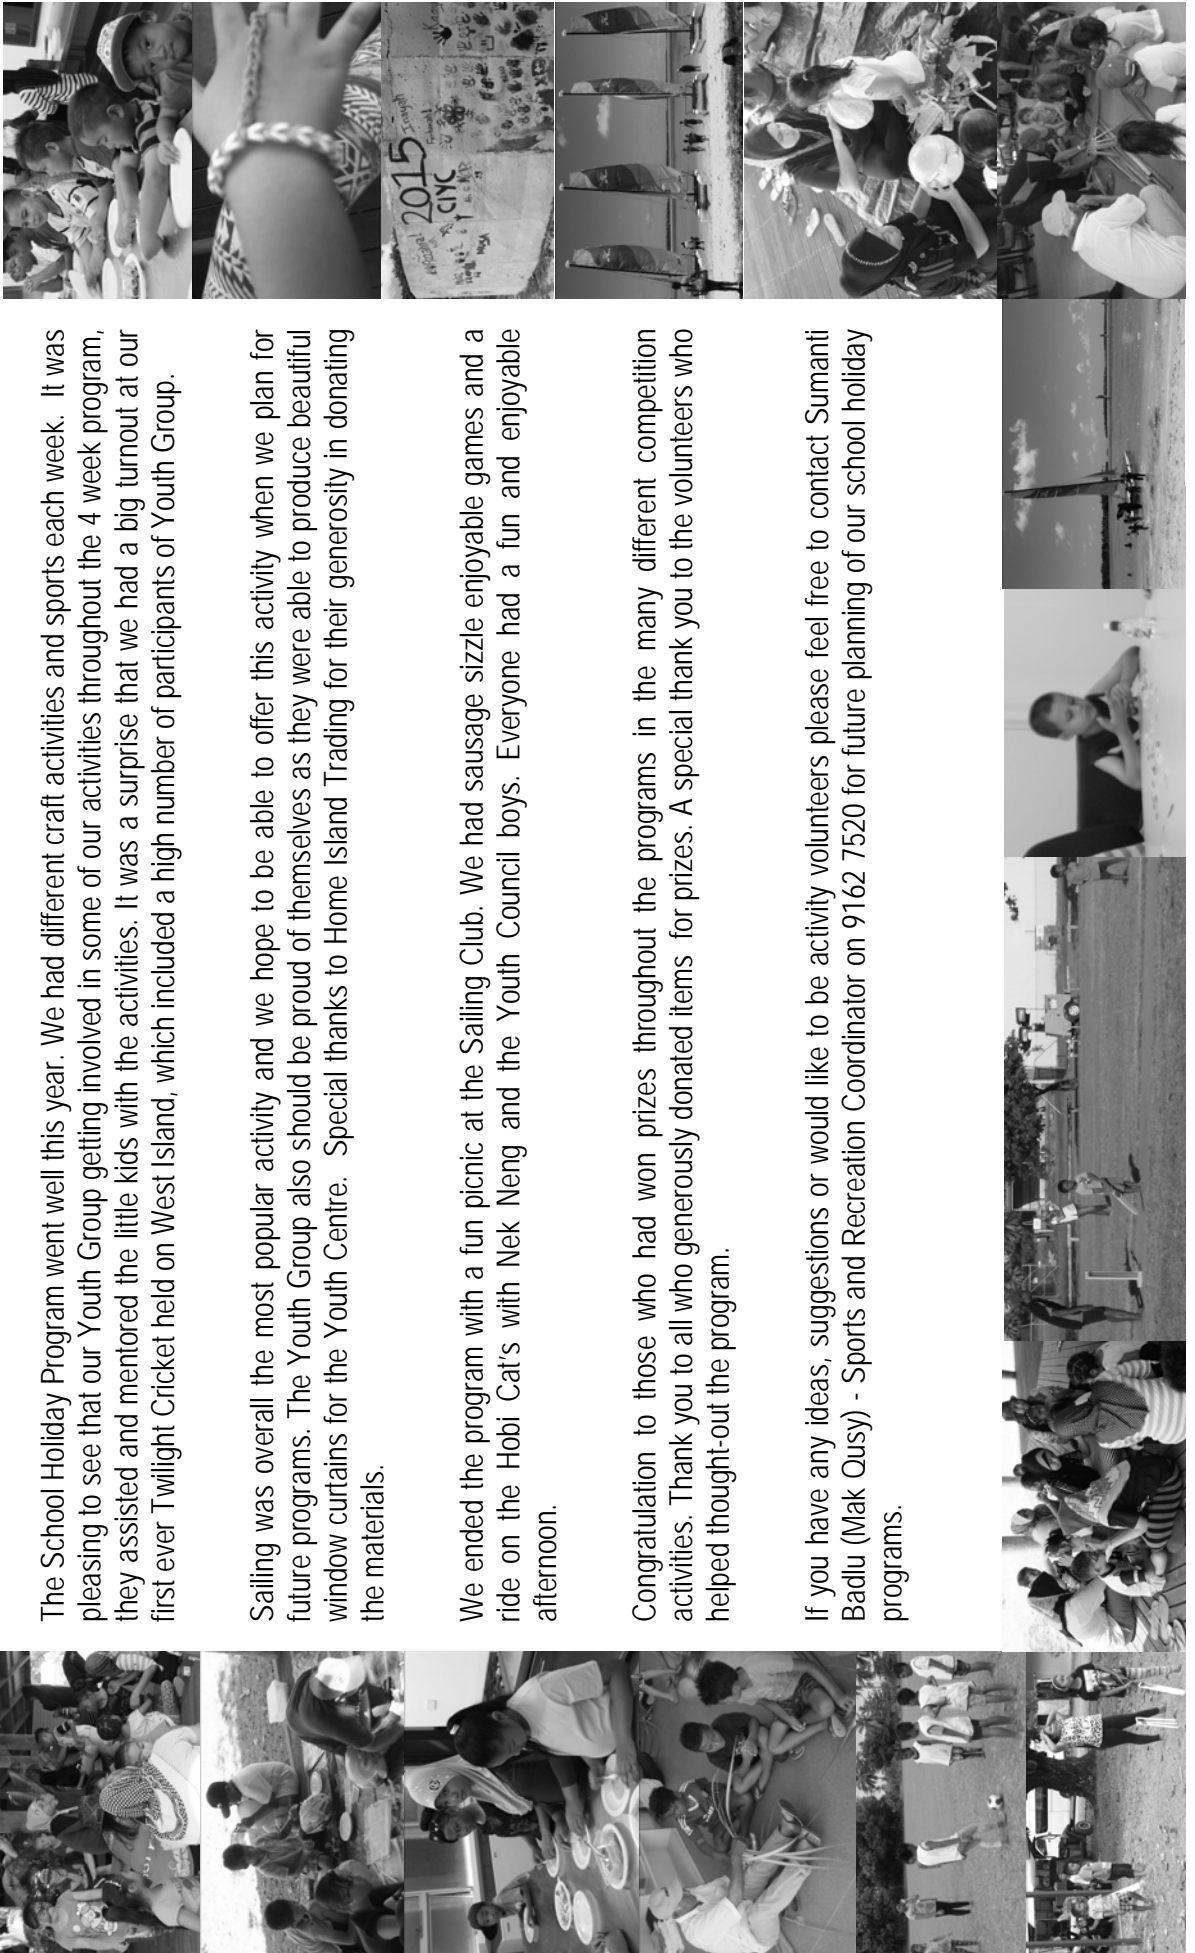 The School Holiday Program went well this year. We had different craft activities and sports each week.  It was
pleasing to see that our Youth Group getting involved in some of our activities throughout the 4 week program,
they assisted and mentored the little kids with the activities. It was a surprise that we had a big turnout at our
first ever Twilight Cricket held on West Island, which included a high number of participants of Youth Group.
Sailing was overall the most popular activity and we hope to be able to offer this activity when we plan for
future programs. The Youth Group also should be proud of themselves as they were able to produce beautiful
window curtains for the Youth Centre.  Special thanks to Home Island Trading for their generosity in donating
the materials.
We ended the program with a fun picnic at the Sailing Club. We had sausage sizzle enjoyable games and a
ride on the Hobi Cat's with Nek Neng and the Youth Council boys. Everyone had a fun and enjoyable
afternoon.
Congratulation to those who had won prizes throughout the programs in the many different competition
activities. Thank you to all who generously donated items for prizes. A special thank you to the volunteers who
helped thought-out the program.
If you have any ideas, suggestions or would like to be activity volunteers please feel free to contact Sumanti
Badlu (Mak Qusy) - Sports and Recreation Coordinator on 9162 7520 for future planning of our school holiday
programs.
2015
CIYC